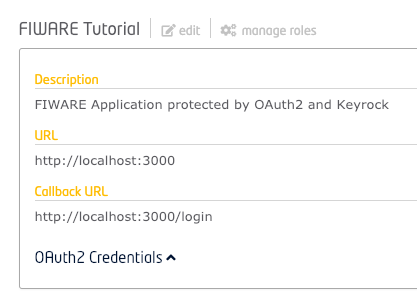 FIWARE Tutorial edit manage roles
Description
FIWARE Application protected by OAuth2 and Keyrock
URL
http://localhost:3000
Callback URL
http://localhost:3000/login
OAuth2 Credentials